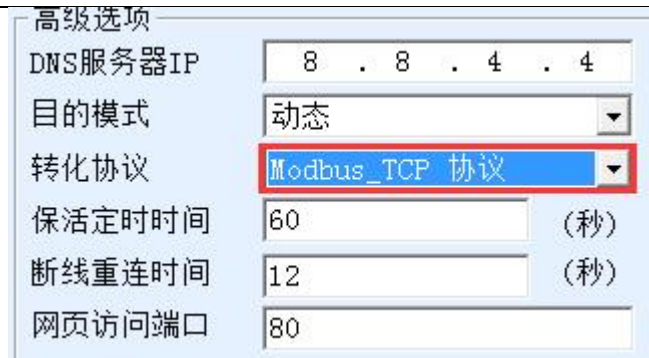 高级选项
DNS服务器IP 8 . 8 . 4 . 4
目的模式 动态
转化协议 Modbus_TCP 协议
保活定时时间 60 (秒)
断线重连时间 12 (秒)
网页访问端口 80